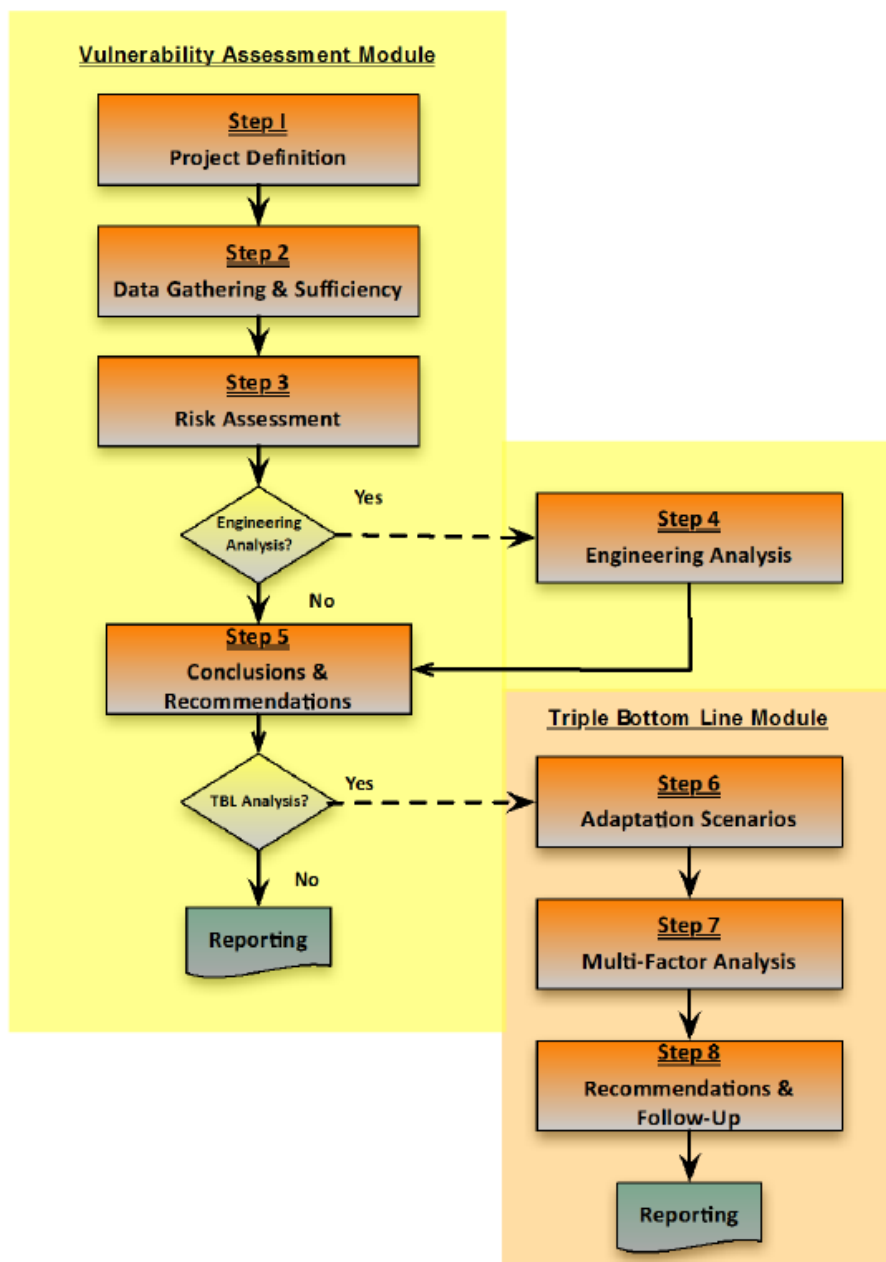 Vulnerability Assessment Module
Step I
Project Definition
Step 2
Data Gathering & Sufficiency
Step 3
Risk Assessment
Engineering
Analysis?
Yes
No
Step 4
Engineering Analysis
Step 5
Conclusions &
Recommendations
TBL Analysis?
Yes
No
Reporting
Triple Bottom Line Module
Step 6
Adaptation Scenarios
Step 7
Multi-Factor Analysis
Step 8
Recommendations &
Follow-Up
Reporting